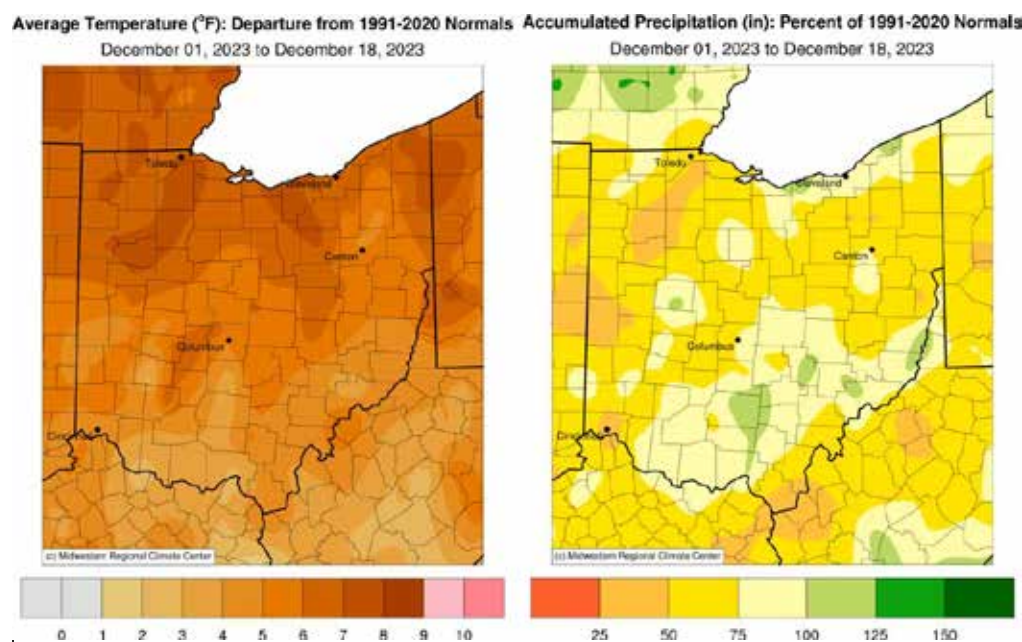 Average Temperature (°F): Departure from 1991-2020 Normals
December 01, 2023 to December 18, 2023
Toledo
Cleveland
Canton
Columbus
Cincinnati
(c) Midwestern Regional Climate Center
0 1 2 3 4 5 6 7 8 9 10
Accumulated Precipitation (in): Percent of 1991-2020 Normals
December 01, 2023 to December 18, 2023
Toledo
Cleveland
Canton
Columbus
Cincinnati
(c) Midwestern Regional Climate Center
25 50 75 100 125 150